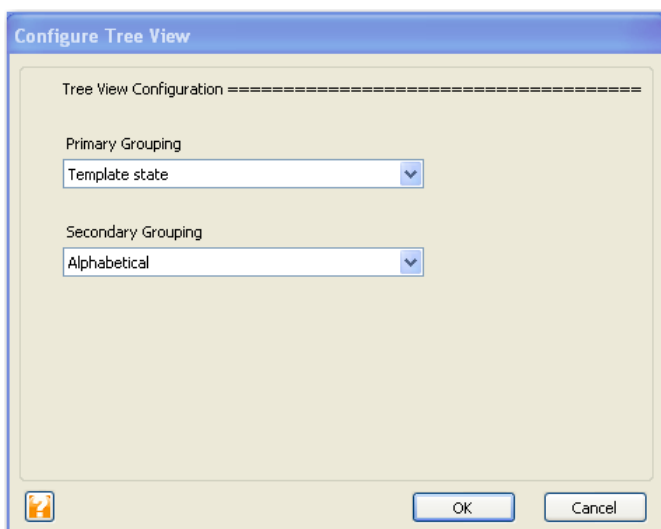 Configure Tree View
Tree View Configuration =====================================
Primary Grouping
Template state
Secondary Grouping
Alphabetical
?
OK Cancel